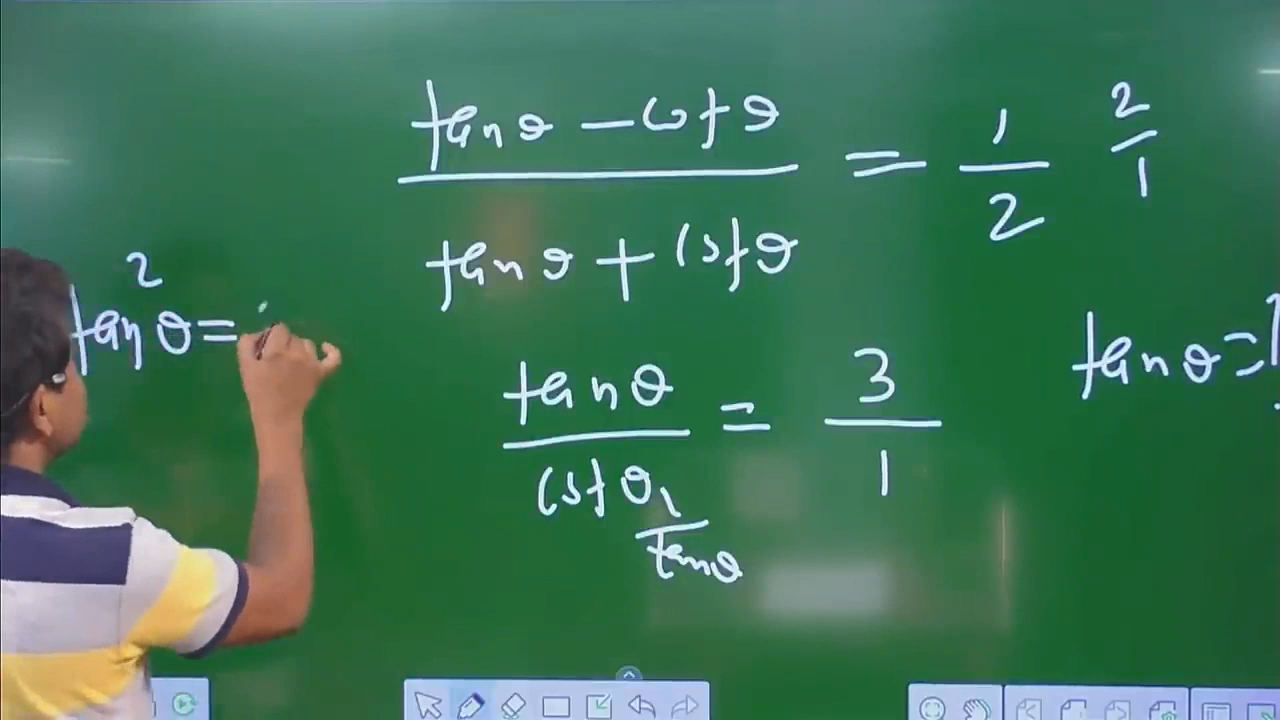 tanθ − cotθ / tanθ + cotθ = 1/2 2/1
tan²θ =
tanθ / cotθ = 3/1
1/tanθ
tanθ =